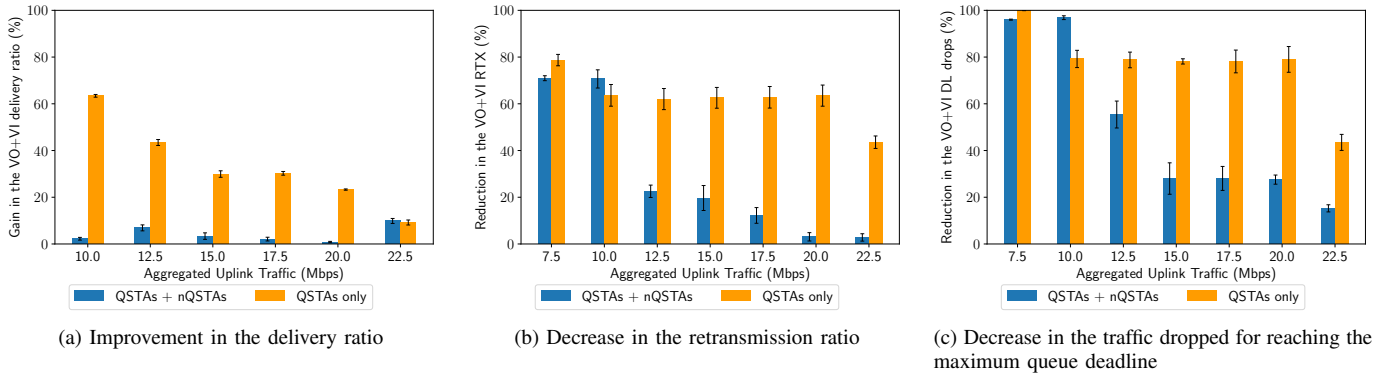 100
80
60
40
20
0
Gain in the VO+VI delivery ratio (%)
10.0 12.5 15.0 17.5 20.0 22.5
Aggregated Uplink Traffic (Mbps)
QSTAs + nQSTAs QSTAs only
(a) Improvement in the delivery ratio
100
80
60
40
20
0
Reduction in the VO+VI RTX (%)
7.5 10.0 12.5 15.0 17.5 20.0 22.5
Aggregated Uplink Traffic (Mbps)
QSTAs + nQSTAs QSTAs only
(b) Decrease in the retransmission ratio
100
80
60
40
20
0
Reduction in the VO+VI DL drops (%)
7.5 10.0 12.5 15.0 17.5 20.0 22.5
Aggregated Uplink Traffic (Mbps)
QSTAs + nQSTAs QSTAs only
(c) Decrease in the traffic dropped for reaching the
maximum queue deadline